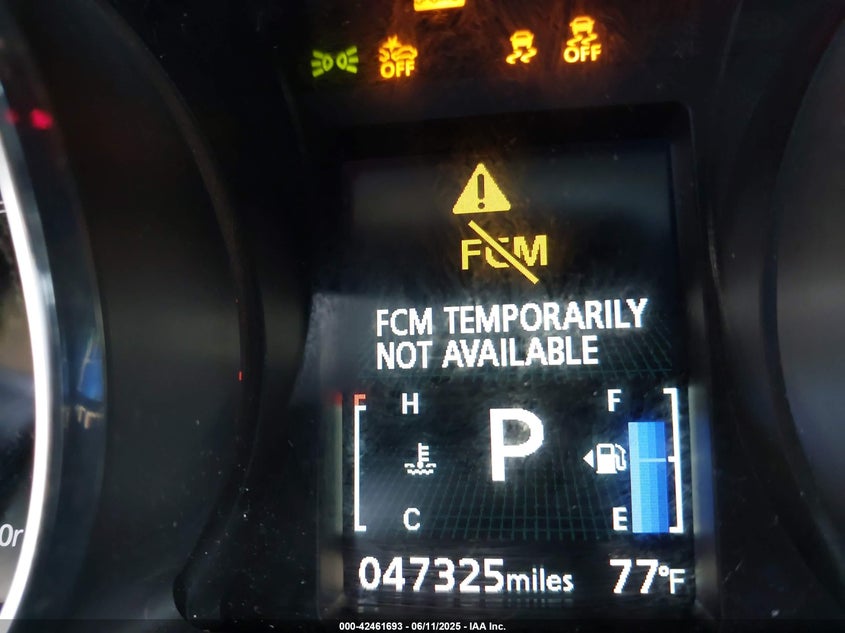 OFF
OFF
FCM
FCM TEMPORARILY
NOT AVAILABLE
H
F
P
C
E
047325miles
77°F
000-42461693 - 06/11/2025 - IAA Inc.